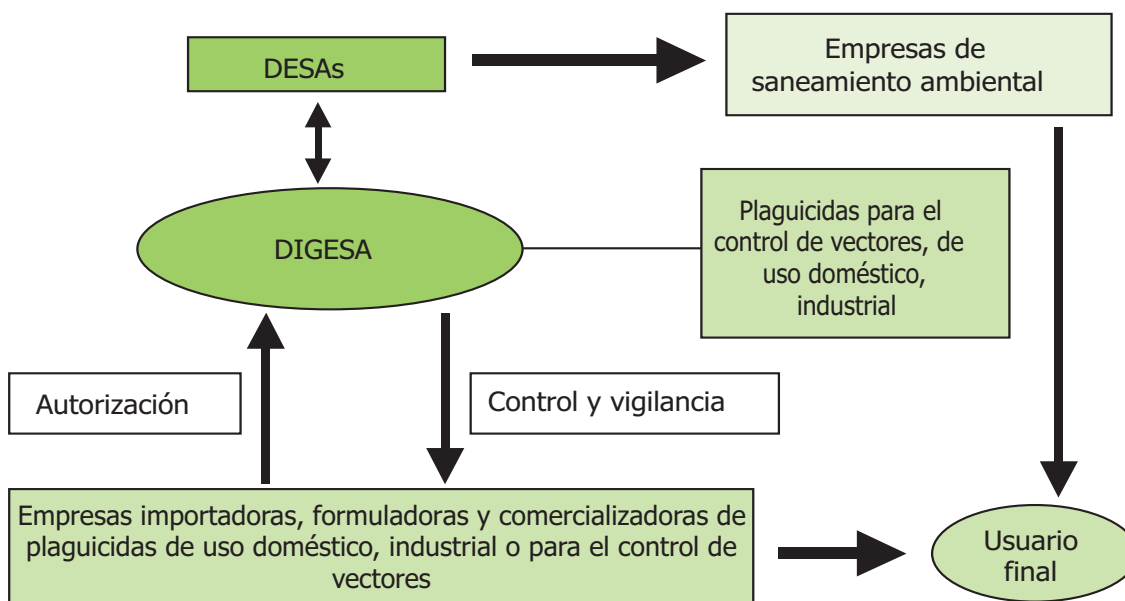 DESAs
Empresas de
saneamiento ambiental
DIGESA
Plaguicidas para el
control de vectores, de
uso doméstico,
industrial
Autorización
Control y vigilancia
Empresas importadoras, formuladoras y comercializadoras de
plaguicidas de uso doméstico, industrial o para el control de
vectores
Usuario
final